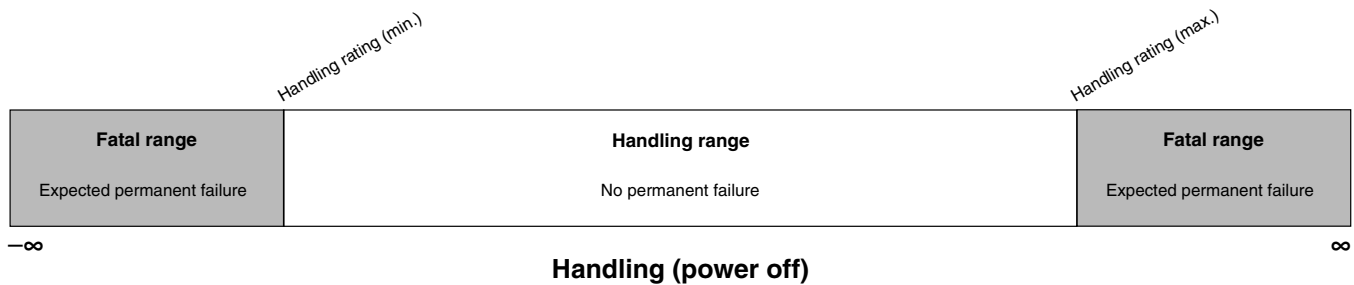 Handling rating (min.)
Handling rating (max.)
Fatal range
Handling range
Fatal range
Expected permanent failure
No permanent failure
Expected permanent failure
–∞
∞
Handling (power off)